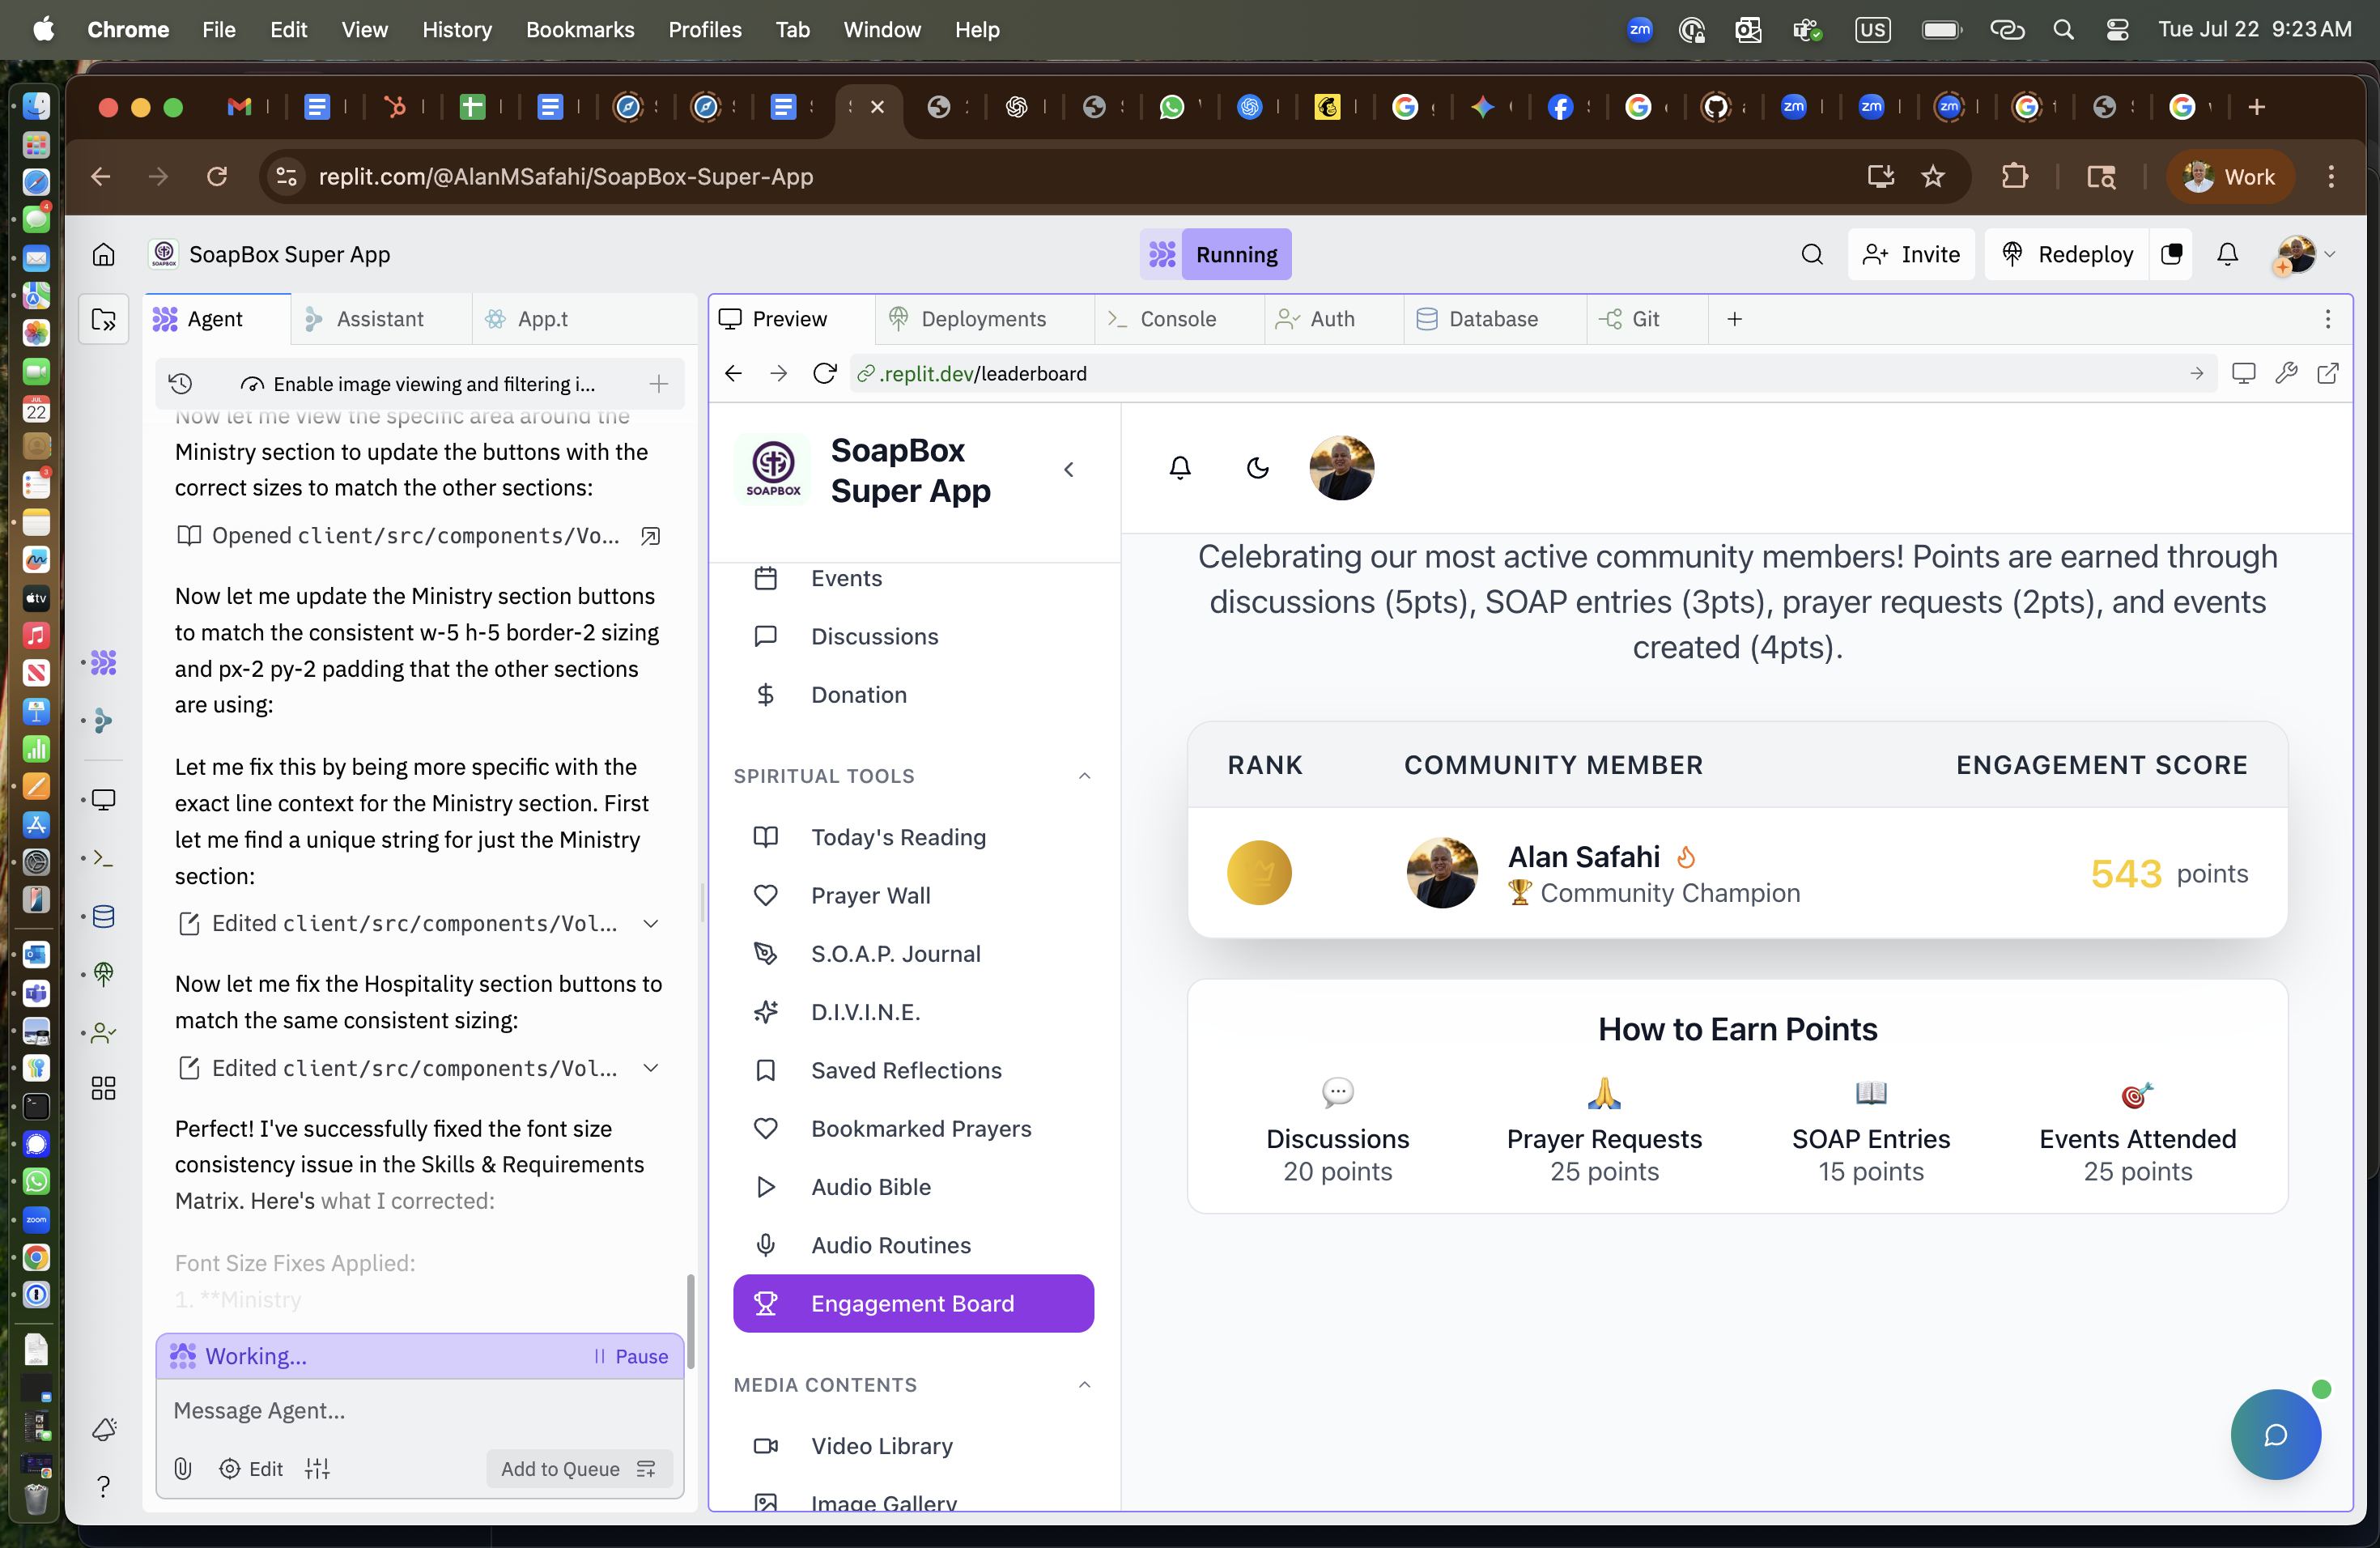 Chrome File Edit View History Bookmarks Profiles Tab Window Help
zm US Tue Jul 22 9:23 AM
replit.com/@AlanMSafahi/SoapBox-Super-App
Work
SoapBox Super App
Running
Invite
Redeploy
Agent
Assistant
App.t
Enable image viewing and filtering i...
Now let me view the specific area around the
Ministry section to update the buttons with the
correct sizes to match the other sections:
Opened client/src/components/Vo...
Now let me update the Ministry section buttons
to match the consistent w-5 h-5 border-2 sizing
and px-2 py-2 padding that the other sections
are using:
Let me fix this by being more specific with the
exact line context for the Ministry section. First
let me find a unique string for just the Ministry
section:
Edited client/src/components/Vol...
Now let me fix the Hospitality section buttons to
match the same consistent sizing:
Edited client/src/components/Vol...
Perfect! I've successfully fixed the font size
consistency issue in the Skills & Requirements
Matrix. Here's what I corrected:
Font Size Fixes Applied:
1. **Ministry
Working...
Pause
Message Agent...
Edit
Add to Queue
Preview
Deployments
Console
Auth
Database
Git
.replit.dev/leaderboard
SOAPBOX
SoapBox
Super App
Events
Discussions
Donation
SPIRITUAL TOOLS
Today's Reading
Prayer Wall
S.O.A.P. Journal
D.I.V.I.N.E.
Saved Reflections
Bookmarked Prayers
Audio Bible
Audio Routines
Engagement Board
MEDIA CONTENTS
Video Library
Image Gallery
Celebrating our most active community members! Points are earned through
discussions (5pts), SOAP entries (3pts), prayer requests (2pts), and events
created (4pts).
RANK COMMUNITY MEMBER ENGAGEMENT SCORE
Alan Safahi
Community Champion
543 points
How to Earn Points
Discussions
20 points
Prayer Requests
25 points
SOAP Entries
15 points
Events Attended
25 points